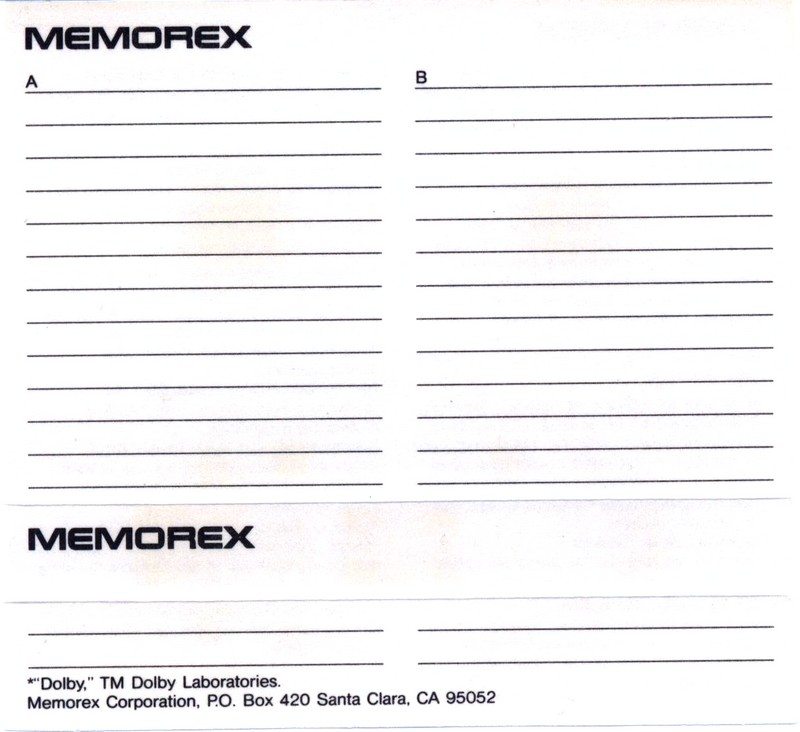 MEMOREX
A B
MEMOREX
*"Dolby," TM Dolby Laboratories.
Memorex Corporation, P.O. Box 420 Santa Clara, CA 95052